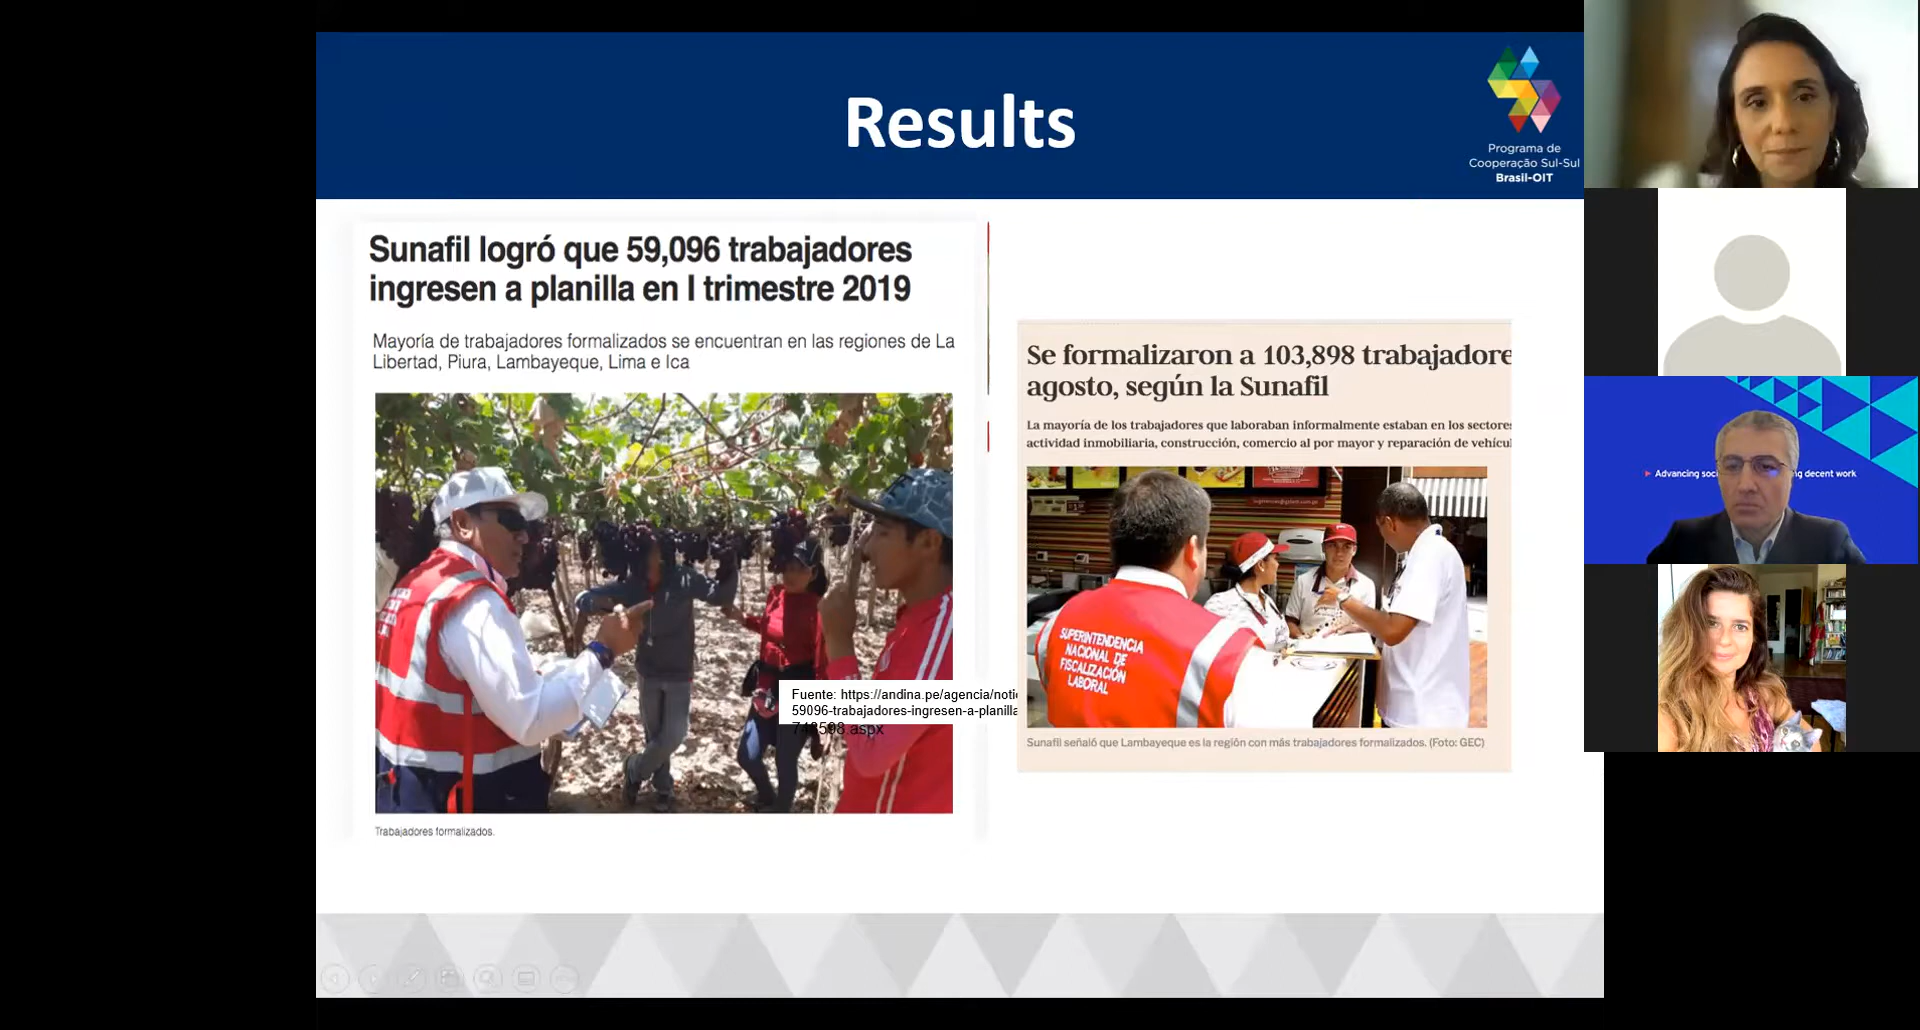 Results
Programa de
Cooperação Sul-Sul
Brasil-OIT
Sunafil logró que 59,096 trabajadores
ingresen a planilla en I trimestre 2019
Mayoría de trabajadores formalizados se encuentran en las regiones de La
Libertad, Piura, Lambayeque, Lima e Ica
Fuente: https://andina.pe/agencia/noti
59096-trabajadores-ingresen-a-planilla
748598.aspx
Trabajadores formalizados.
Se formalizaron a 103,898 trabajadore
agosto, según la Sunafil
La mayoría de los trabajadores que laboraban informalmente estaban en los sectores
actividad inmobiliaria, construcción, comercio al por mayor y reparación de vehícul
SUPERINTENDENCIA
NACIONAL DE
FISCALIZACIÓN
LABORAL
Sunafil señaló que Lambayeque es la región con más trabajadores formalizados. (Foto: GEC)
Advancing soc
g decent work